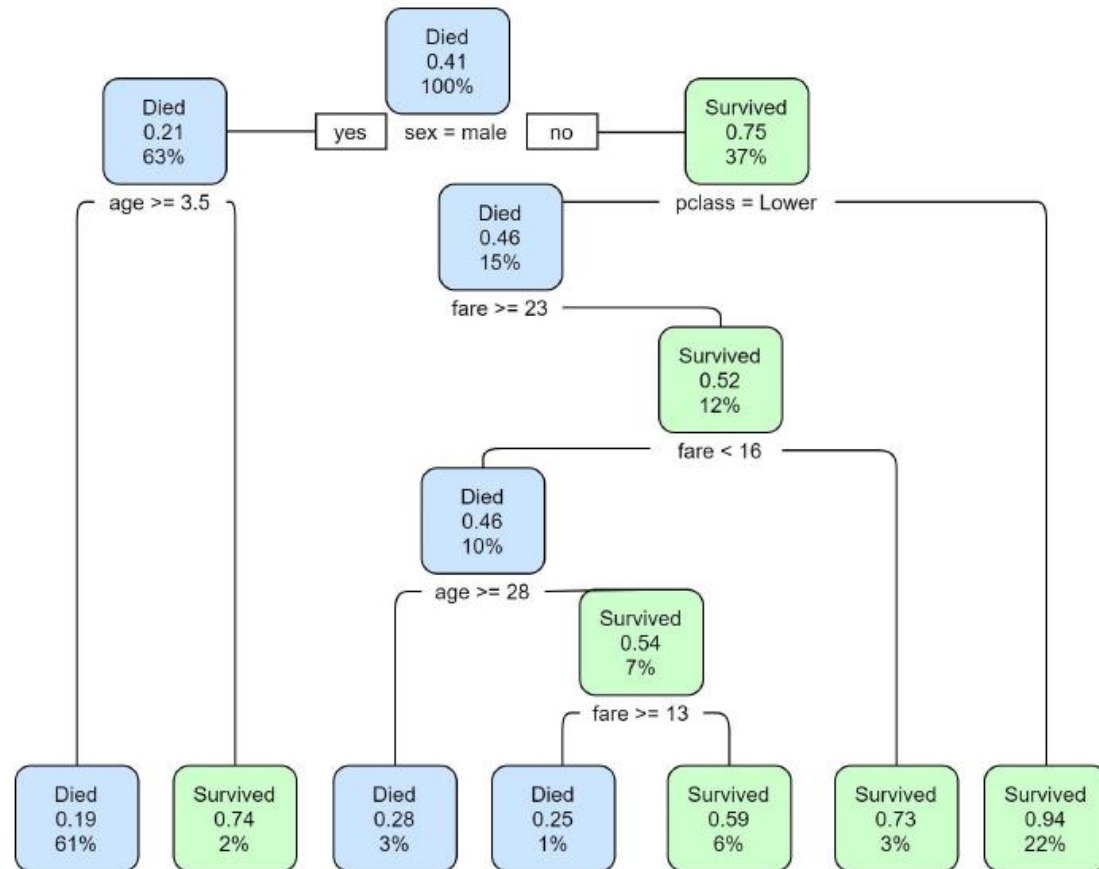 Died
0.41
100%
yes
sex = male
no
Died
0.21
63%
Survived
0.75
37%
age >= 3.5
pclass = Lower
Died
0.46
15%
fare >= 23
Survived
0.52
12%
fare < 16
Died
0.46
10%
age >= 28
Survived
0.54
7%
fare >= 13
Died
0.19
61%
Survived
0.74
2%
Died
0.28
3%
Died
0.25
1%
Survived
0.59
6%
Survived
0.73
3%
Survived
0.94
22%